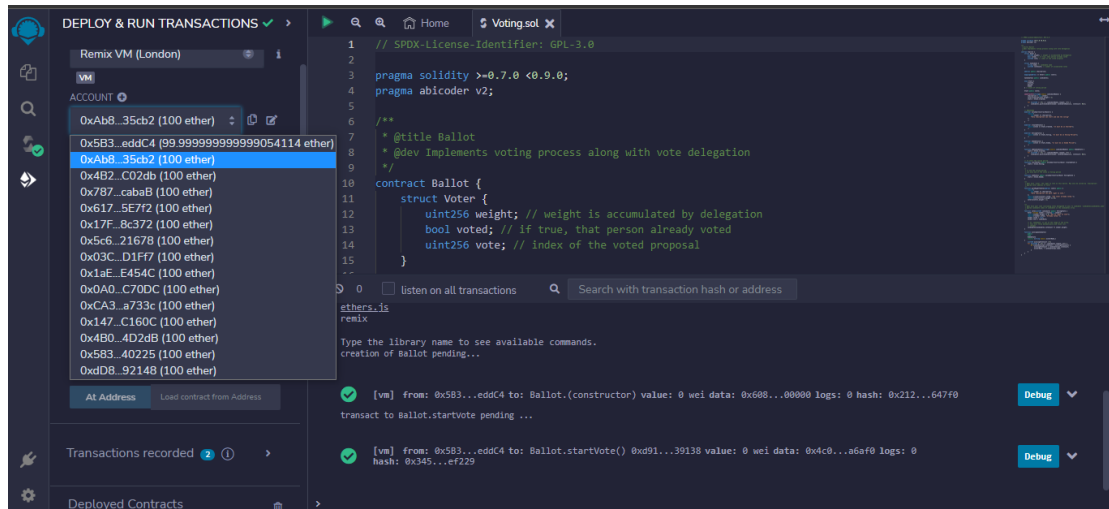 DEPLOY & RUN TRANSACTIONS
Remix VM (London)
VM
ACCOUNT
0xAb8...35cb2 (100 ether)
0x5B3...eddC4 (99.999999999999054114 ether)
0xAb8...35cb2 (100 ether)
0x4B2...C02db (100 ether)
0x787...cabaB (100 ether)
0x617...5E7f2 (100 ether)
0x17F...8c372 (100 ether)
0x5c6...21678 (100 ether)
0x03C...D1Ff7 (100 ether)
0x1aE...E454C (100 ether)
0x0A0...C70DC (100 ether)
0xCA3...a733c (100 ether)
0x147...C160C (100 ether)
0x4B0...4D2dB (100 ether)
0x583...40225 (100 ether)
0xdD8...92148 (100 ether)
At Address Load contract from Address
Transactions recorded 2 i
Deployed Contracts
Home Voting.sol
1 // SPDX-License-Identifier: GPL-3.0
2
3 pragma solidity >=0.7.0 <0.9.0;
4 pragma abicoder v2;
5
6 /**
7 * @title Ballot
8 * @dev Implements voting process along with vote delegation
9 */
10 contract Ballot {
11 struct Voter {
12 uint256 weight; // weight is accumulated by delegation
13 bool voted; // if true, that person already voted
14 uint256 vote; // index of the voted proposal
15 }
0 listen on all transactions Search with transaction hash or address
ethers.js
remix
Type the library name to see available commands.
creation of Ballot pending...
[vm] from: 0x5B3...eddC4 to: Ballot.(constructor) value: 0 wei data: 0x608...00000 logs: 0 hash: 0x212...647f0
Debug
transact to Ballot.startVote pending ...
[vm] from: 0x5B3...eddC4 to: Ballot.startVote() 0xd91...39138 value: 0 wei data: 0x4c0...a6af0 logs: 0
hash: 0x345...ef229
Debug